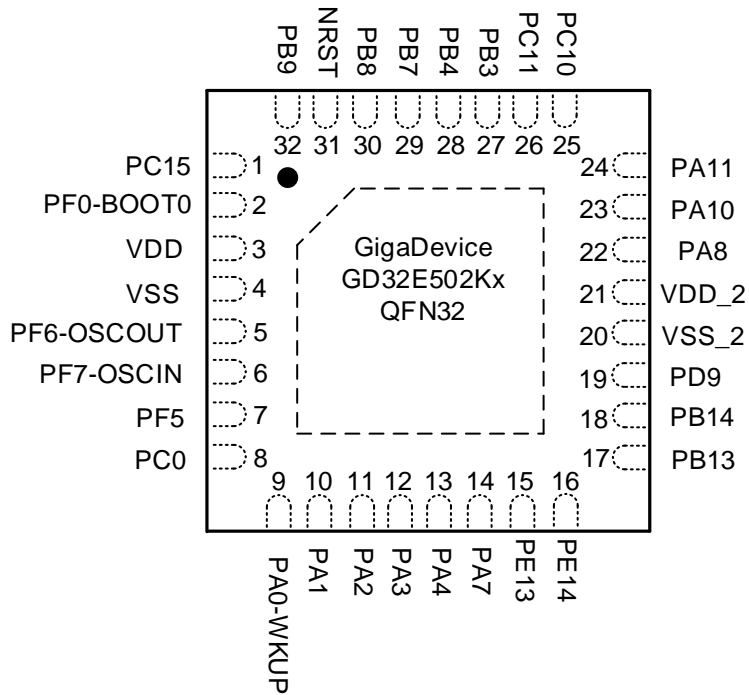 PB9 NRST PB8 PB7 PB4 PB3 PC11 PC10
32 31 30 29 28 27 26 25
PC15 1
PF0-BOOT0 2
VDD 3
VSS 4
PF6-OSCOUT 5
PF7-OSCIN 6
PF5 7
PC0 8
GigaDevice
GD32E502Kx
QFN32
24 PA11
23 PA10
22 PA8
21 VDD_2
20 VSS_2
19 PD9
18 PB14
17 PB13
9 10 11 12 13 14 15 16
PA0-WKUP PA1 PA2 PA3 PA4 PA7 PE13 PE14